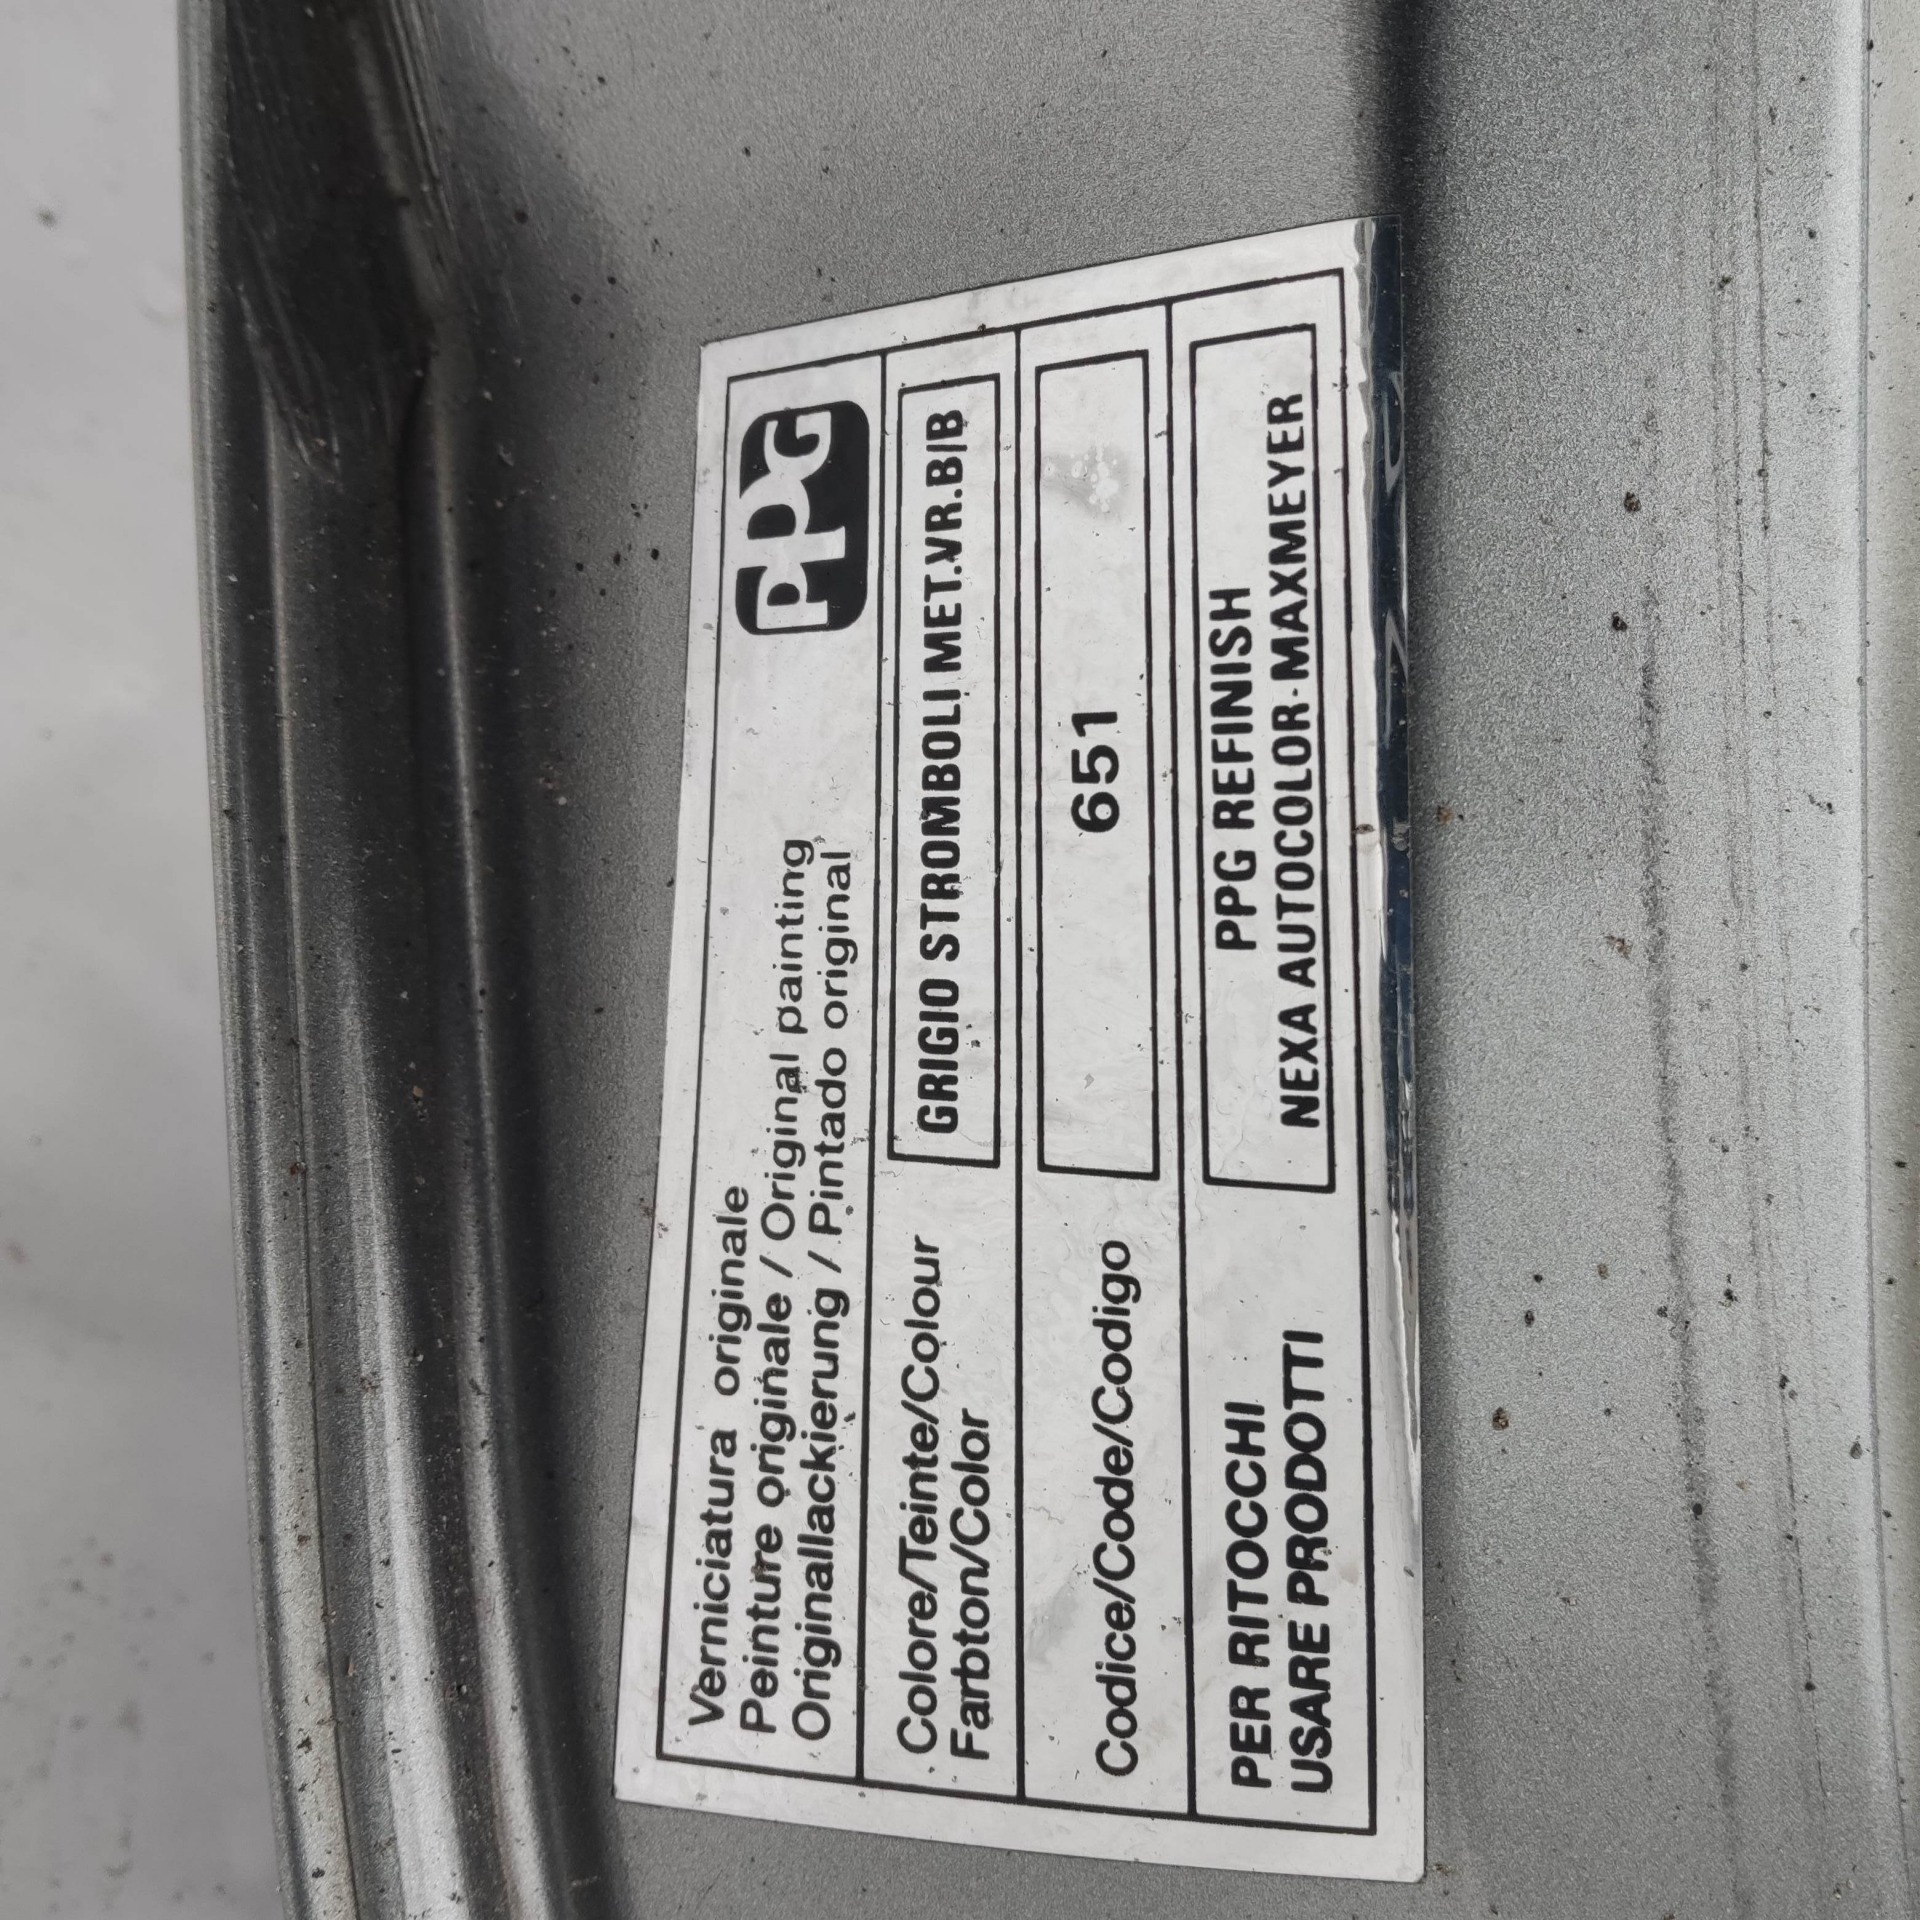 Verniciatura originale
Peinture originale / Original painting
Originallackierung / Pintado original
PPG
Colore/Teinte/Colour
Farbton/Color
GRIGIO STROMBOLI MET.VR.B|B
Codice/Code/Codigo
651
PER RITOCCHI
USARE PRODOTTI
PPG REFINISH
NEXA AUTOCOLOR-MAXMEYER